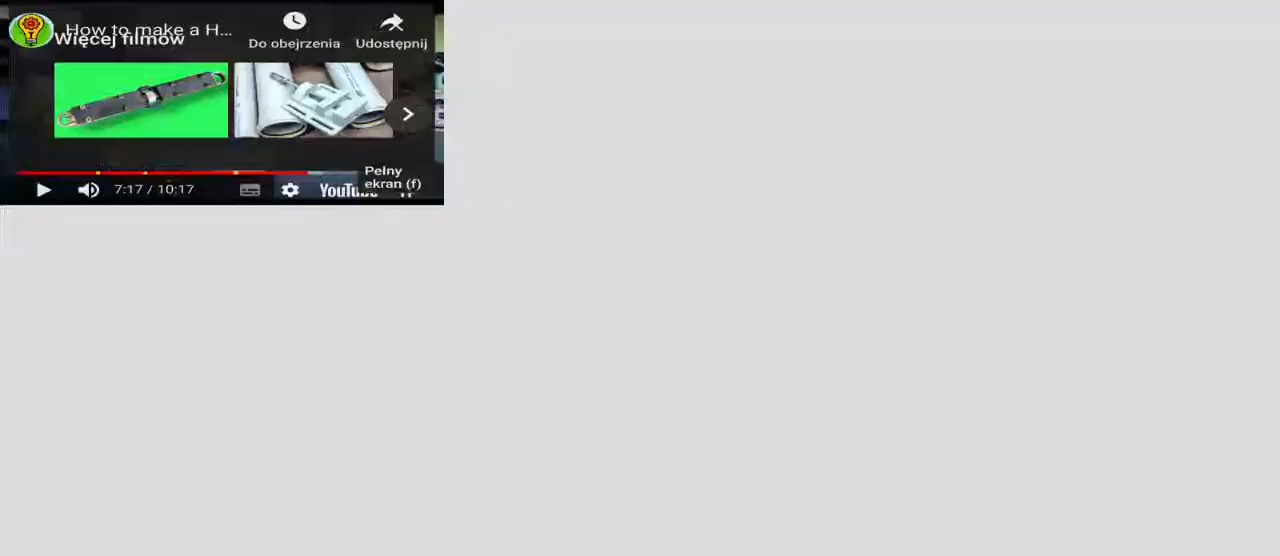 How to make a H...
Więcej filmów
Do obejrzenia
Udostępnij
Pełny
ekran (f)
7:17 / 10:17
YouTube